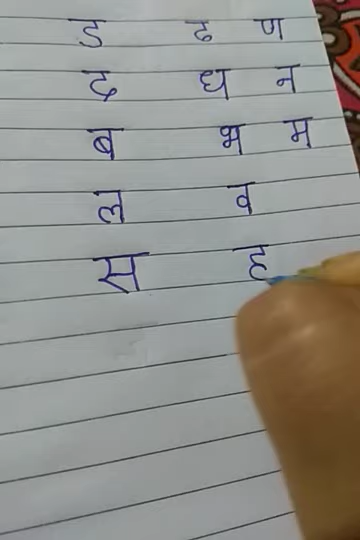 ड ढ ण
द ध न
ब भ म
ल व
स ह